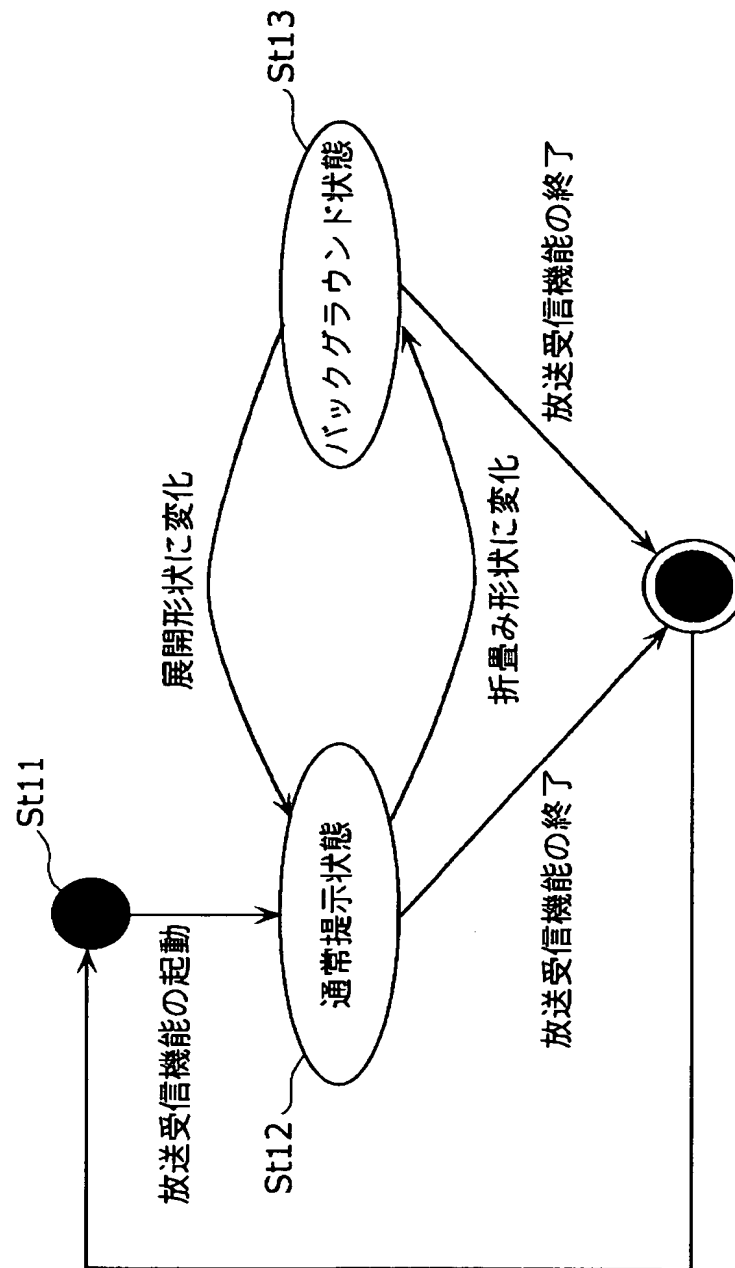 St11
放送受信機能の起動
St12
通常提示状態
展開形状に変化
折畳み形状に変化
St13
バックグラウンド状態
放送受信機能の終了
放送受信機能の終了